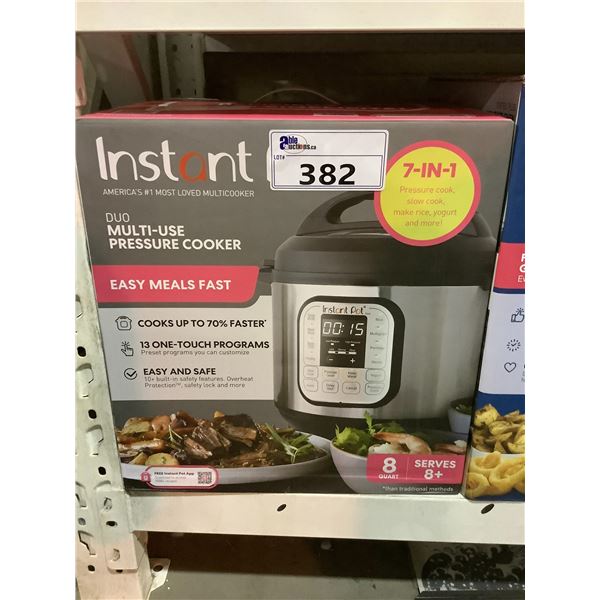 Instant
AMERICA'S #1 MOST LOVED MULTICOOKER
able auctions.ca
LOT#
382
7-IN-1
Pressure cook,
slow cook,
make rice, yogurt
and more!
DUO
MULTI-USE
PRESSURE COOKER
EASY MEALS FAST
COOKS UP TO 70% FASTER*
13 ONE-TOUCH PROGRAMS
Preset programs you can customize
EASY AND SAFE
10+ built-in safety features. Overheat
Protection™, safety lock and more
Instant Pot
00:15
FREE Instant Pot App
8
QUART
SERVES
8+
*than traditional methods